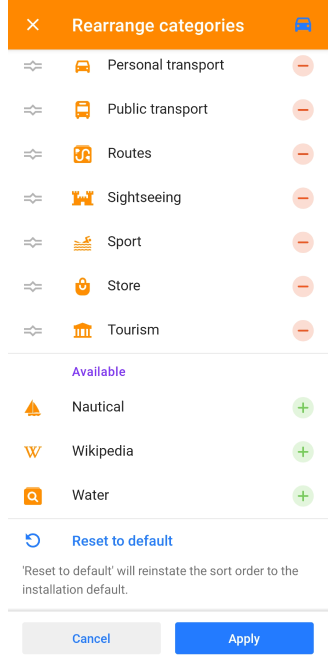 Rearrange categories
Personal transport
Public transport
Routes
Sightseeing
Sport
Store
Tourism
Available
Nautical
W Wikipedia
Water
Reset to default
'Reset to default' will reinstate the sort order to the
installation default.
Cancel Apply